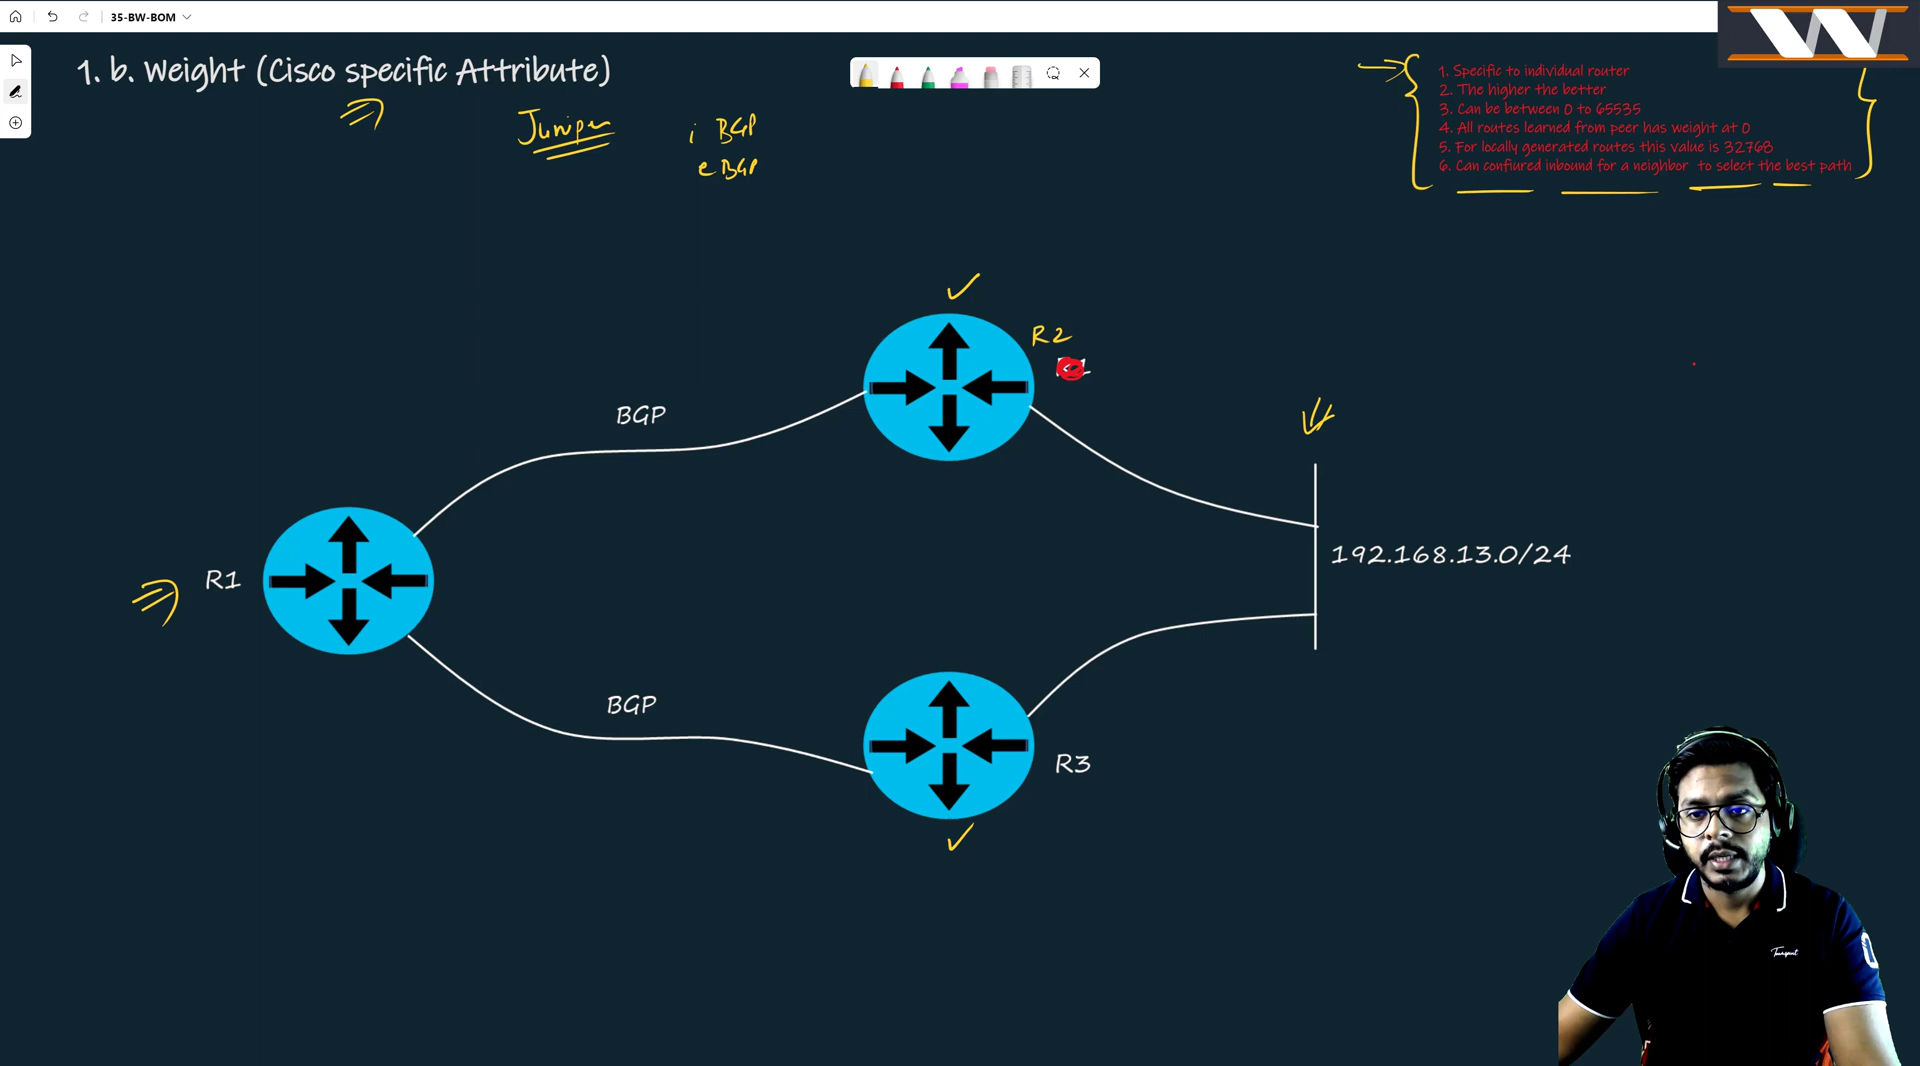 35-BW-BOM
1. b. Weight (Cisco specific Attribute)
Juniper
i BGP
e BGP
1. Specific to individual router
2. The higher the better
3. Can be between 0 to 65535
4. All routes learned from peer has weight at 0
5. For locally generated routes this value is 32768
6. Can confiured inbound for a neighbor to select the best path
R2
BGP
192.168.13.0/24
R1
BGP
R3